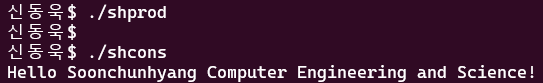 신동욱$ ./shprod
신동욱$
신동욱$ ./shcons
Hello Soonchunhyang Computer Engineering and Science!